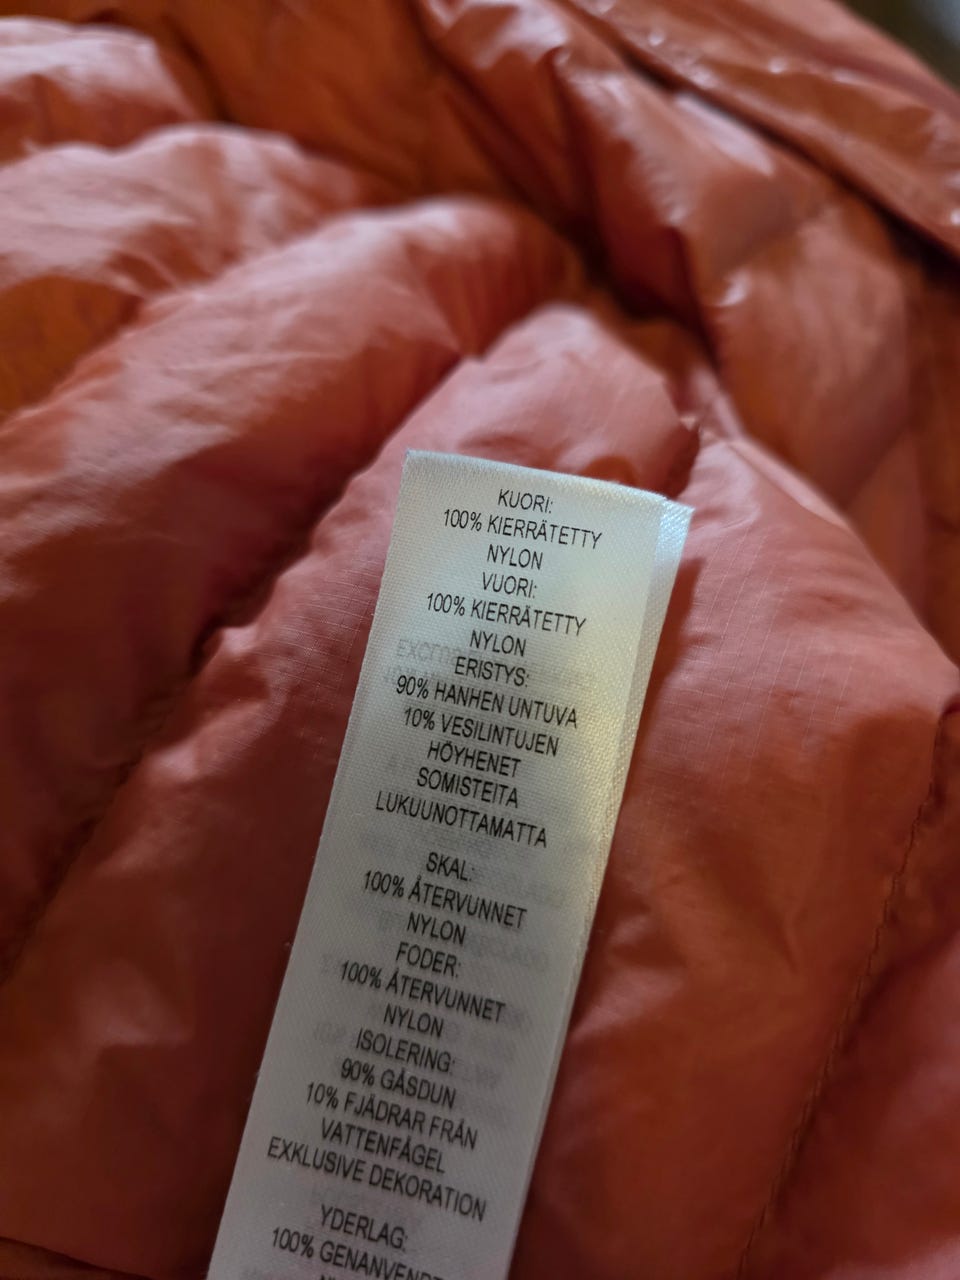 KUORI:
100% KIERRÄTETTY
NYLON
VUORI:
100% KIERRÄTETTY
NYLON
ERISTYS:
90% HANHEN UNTUVA
10% VESILINTUJEN
HÖYHENET
SOMISTEITA
LUKUUNOTTAMATTA
SKAL:
100% ÅTERVUNNET
NYLON
FODER:
100% ÅTERVUNNET
NYLON
ISOLERING:
90% GÅSDUN
10% FJÄDRAR FRÅN
VATTENFÅGEL
EXKLUSIVE DEKORATION
YDERLAG:
100%